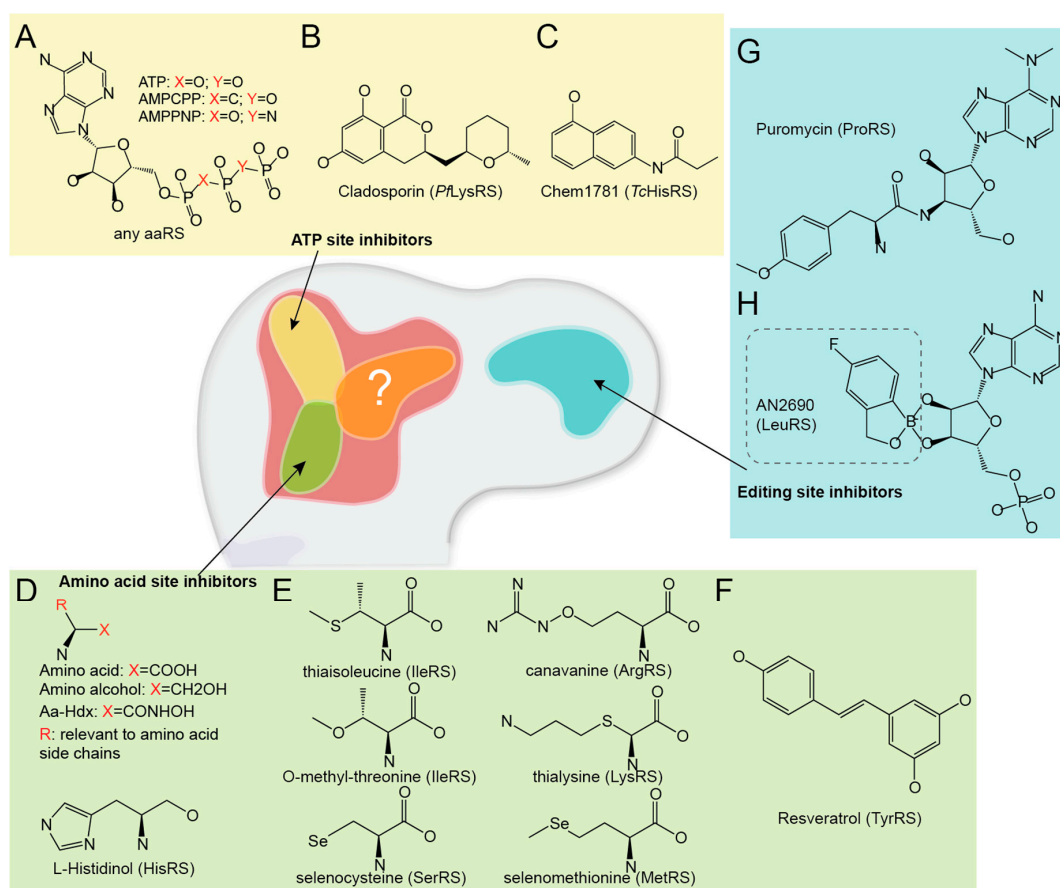 A
ATP: X=O; Y=O
AMPCPP: X=C; Y=O
AMPPNP: X=O; Y=N
N
N
N
N
N
O
O
O
O
P
O
O
X
P
O
O
Y
P
O
O
O
any aaRS
B
O
O
O
O
O
Cladosporin (PfLysRS)
C
O
O
N
Chem1781 (TcHisRS)
ATP site inhibitors
?
G
N
N
N
N
N
Puromycin (ProRS)
O
O
O
N
O
N
O
H
N
N
N
N
N
F
AN2690
(LeuRS)
B
O
O
O
O
O
O
P
O
O
O
Editing site inhibitors
Amino acid site inhibitors
D
R
X
N
Amino acid: X=COOH
Amino alcohol: X=CH2OH
Aa-Hdx: X=CONHOH
R: relevant to amino acid
side chains
N
N
N
O
L-Histidinol (HisRS)
E
O
S
O
N
thiaisoleucine (IleRS)
N
N
N
O
O
O
N
canavanine (ArgRS)
O
O
O
N
O-methyl-threonine (IleRS)
N
S
O
O
N
thialysine (LysRS)
O
Se
O
N
selenocysteine (SerRS)
Se
O
O
N
selenomethionine (MetRS)
F
O
O
O
Resveratrol (TyrRS)